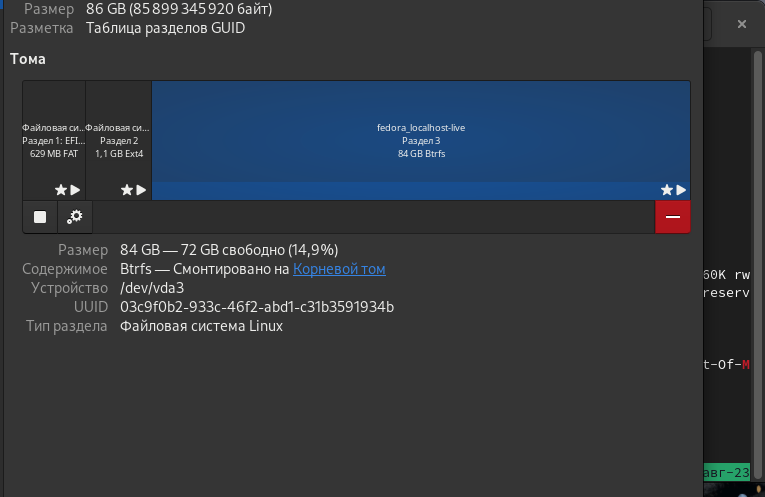 Размер 86 GB (85 899 345 920 байт)
Разметка Таблица разделов GUID
Тома
Файловая си...
Раздел 1: EFI...
629 MB FAT
Файловая си...
Раздел 2
1,1 GB Ext4
fedora_localhost-live
Раздел 3
84 GB Btrfs
Размер 84 GB — 72 GB свободно (14,9%)
Содержимое Btrfs — Смонтировано на Корневой том
Устройство /dev/vda3
UUID 03c9f0b2-933c-46f2-abd1-c31b3591934b
Тип раздела Файловая система Linux
60K rw
reserv
t-Of-M
авг-23